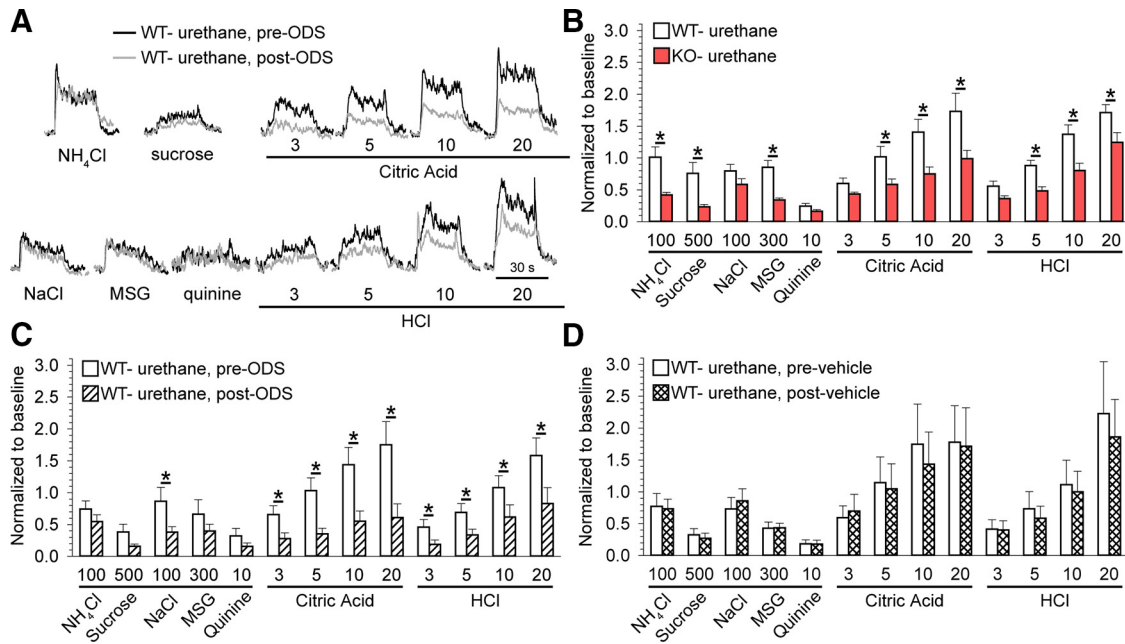 A
WT- urethane, pre-ODS
WT- urethane, post-ODS
NH4Cl sucrose 3 5 10 20
Citric Acid
30 s
NaCl MSG quinine 3 5 10 20
HCl
B
Normalized to baseline
3.0
2.5
2.0
1.5
1.0
0.5
0.0
WT- urethane
KO- urethane
* * * * * * * * *
100 500 100 300 10 3 5 10 20 3 5 10 20
NH4Cl Sucrose NaCl MSG Quinine Citric Acid HCl
C
Normalized to baseline
3.0
2.5
2.0
1.5
1.0
0.5
0.0
WT- urethane, pre-ODS
WT- urethane, post-ODS
* * * * * * * * *
100 500 100 300 10 3 5 10 20 3 5 10 20
NH4Cl Sucrose NaCl MSG Quinine Citric Acid HCl
D
Normalized to baseline
3.0
2.5
2.0
1.5
1.0
0.5
0.0
WT- urethane, pre-vehicle
WT- urethane, post-vehicle
100 500 100 300 10 3 5 10 20 3 5 10 20
NH4Cl Sucrose NaCl MSG Quinine Citric Acid HCl